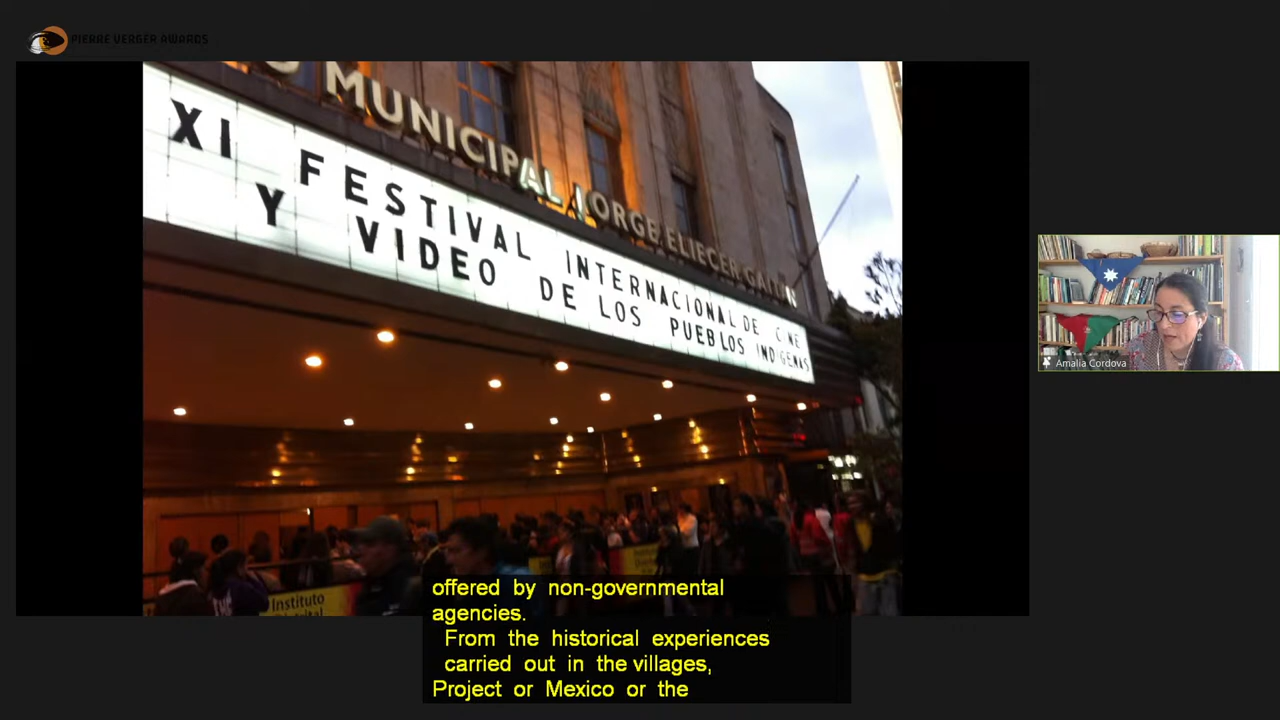 PIERRE VERGER AWARDS
MUNICIPAL JORGE ELIECER GAITAN
XI FESTIVAL INTERNACIONAL DE CINE
Y VIDEO DE LOS PUEBLOS INDIGENAS
Instituto
Amalia Cordova
offered by non-governmental
agencies.
From the historical experiences
carried out in the villages,
Project or Mexico or the